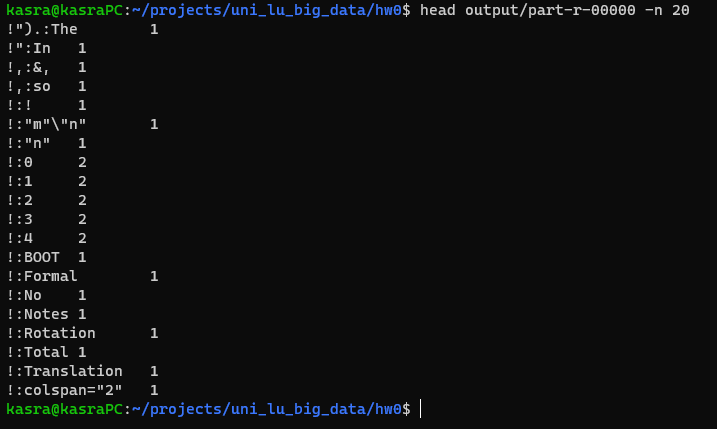 kasra@kasraPC:~/projects/uni_lu_big_data/hw0$ head output/part-r-00000 -n 20
!").:The	1
!":In	1
!,:&,	1
!,:so	1
!:!	1
!:"m"\"n"	1
!:"n"	1
!:0	2
!:1	2
!:2	2
!:3	2
!:4	2
!:BOOT	1
!:Formal	1
!:No	1
!:Notes	1
!:Rotation	1
!:Total	1
!:Translation	1
!:colspan="2"	1
kasra@kasraPC:~/projects/uni_lu_big_data/hw0$